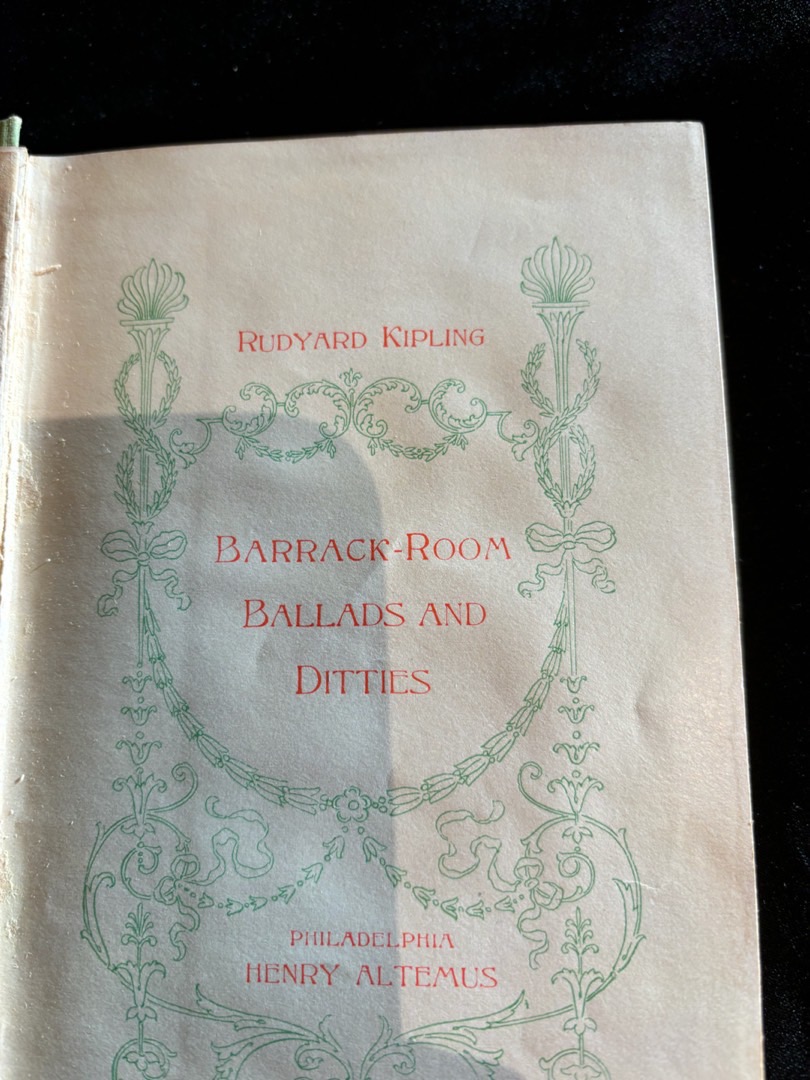 RUDYARD KIPLING
BARRACK-ROOM
BALLADS AND
DITTIES
PHILADELPHIA
HENRY ALTEMUS